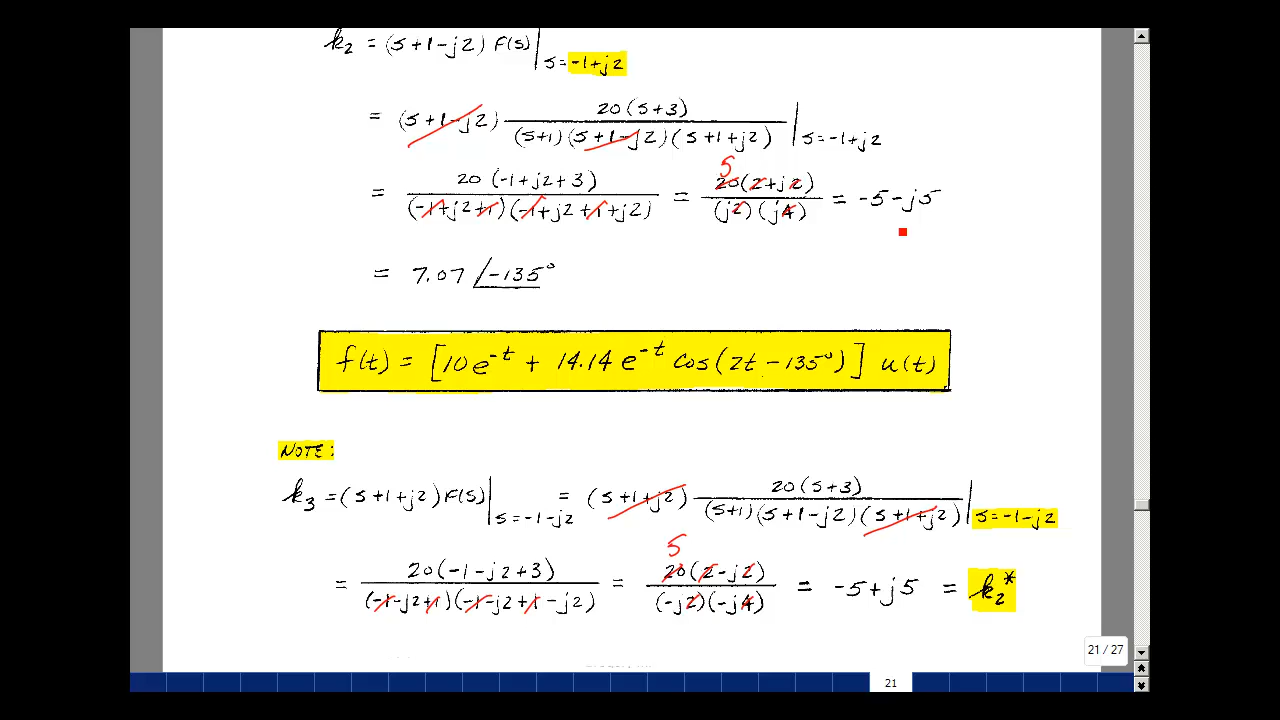 k₂ = (s+1-j2) F(s) |s=-1+j2
= (s+1-j2) 20(s+3) / (s+1)(s+1-j2)(s+1+j2) |s=-1+j2
= 20(-1+j2+3) / (-1+j2+1)(-1+j2+1+j2) = 5 20(2+j2) / (j2)(j4) = -5-j5
= 7.07 /-135°
f(t) = [10e^-t + 14.14 e^-t cos(2t-135°)] u(t)
NOTE:
k₃ = (s+1+j2) F(s) |s=-1-j2 = (s+1+j2) 20(s+3) / (s+1)(s+1-j2)(s+1+j2) |s=-1-j2
= 20(-1-j2+3) / (-1-j2+1)(-1-j2+1-j2) = 5 20(2-j2) / (-j2)(-j4) = -5+j5 = k₂*
21 / 27
21